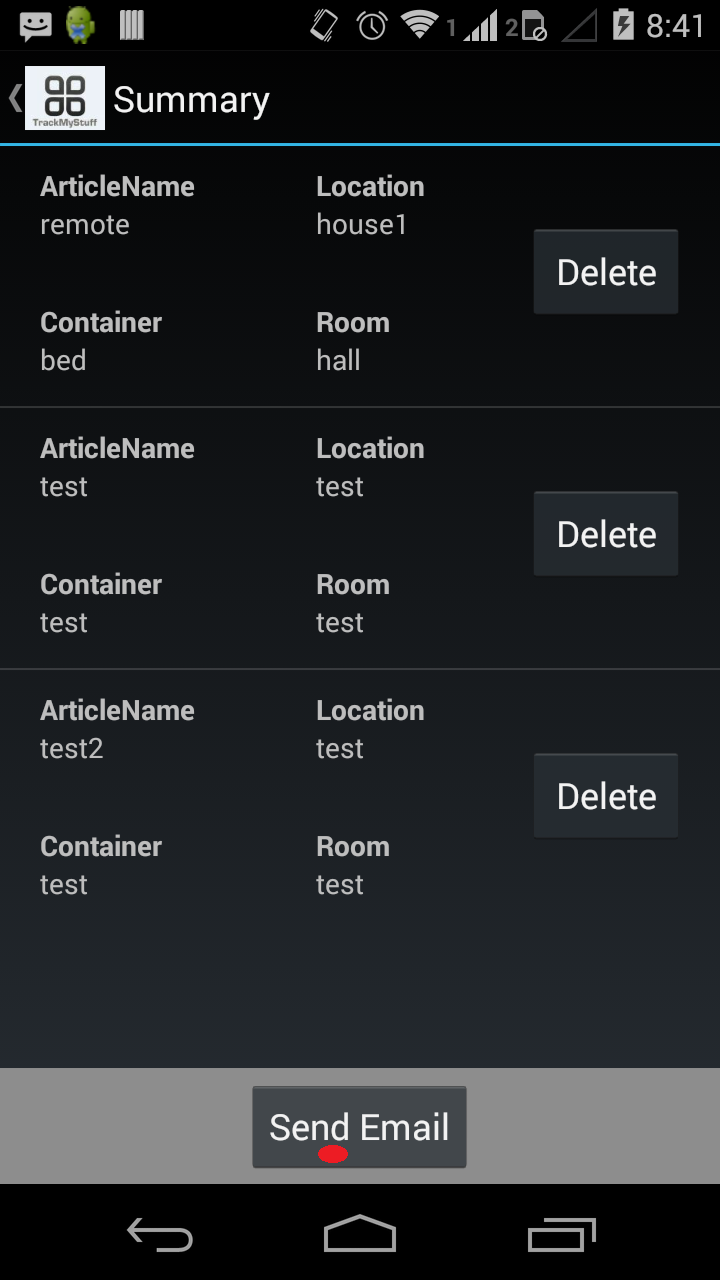 1 2 8:41
TrackMyStuff
Summary
ArticleName Location
remote house1
Delete
Container Room
bed hall
ArticleName Location
test test
Delete
Container Room
test test
ArticleName Location
test2 test
Delete
Container Room
test test
Send Email